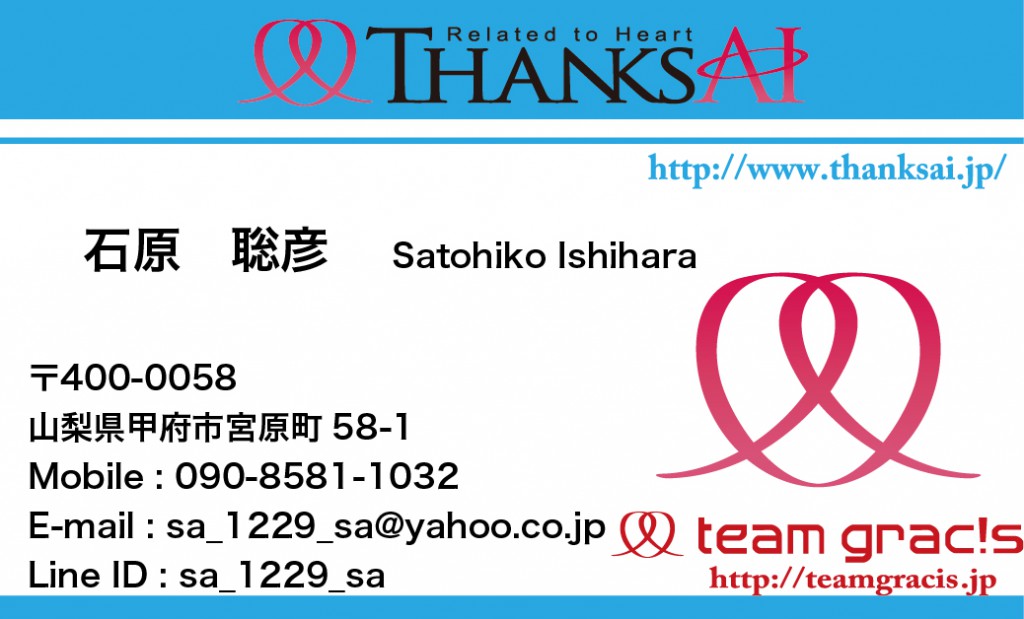 Related to Heart
THANKSAI
http://www.thanksai.jp/
石原　聡彦 Satohiko Ishihara
〒400-0058
山梨県甲府市宮原町 58-1
Mobile : 090-8581-1032
E-mail : sa_1229_sa@yahoo.co.jp
team grac!s
Line ID : sa_1229_sa
http://teamgracis.jp